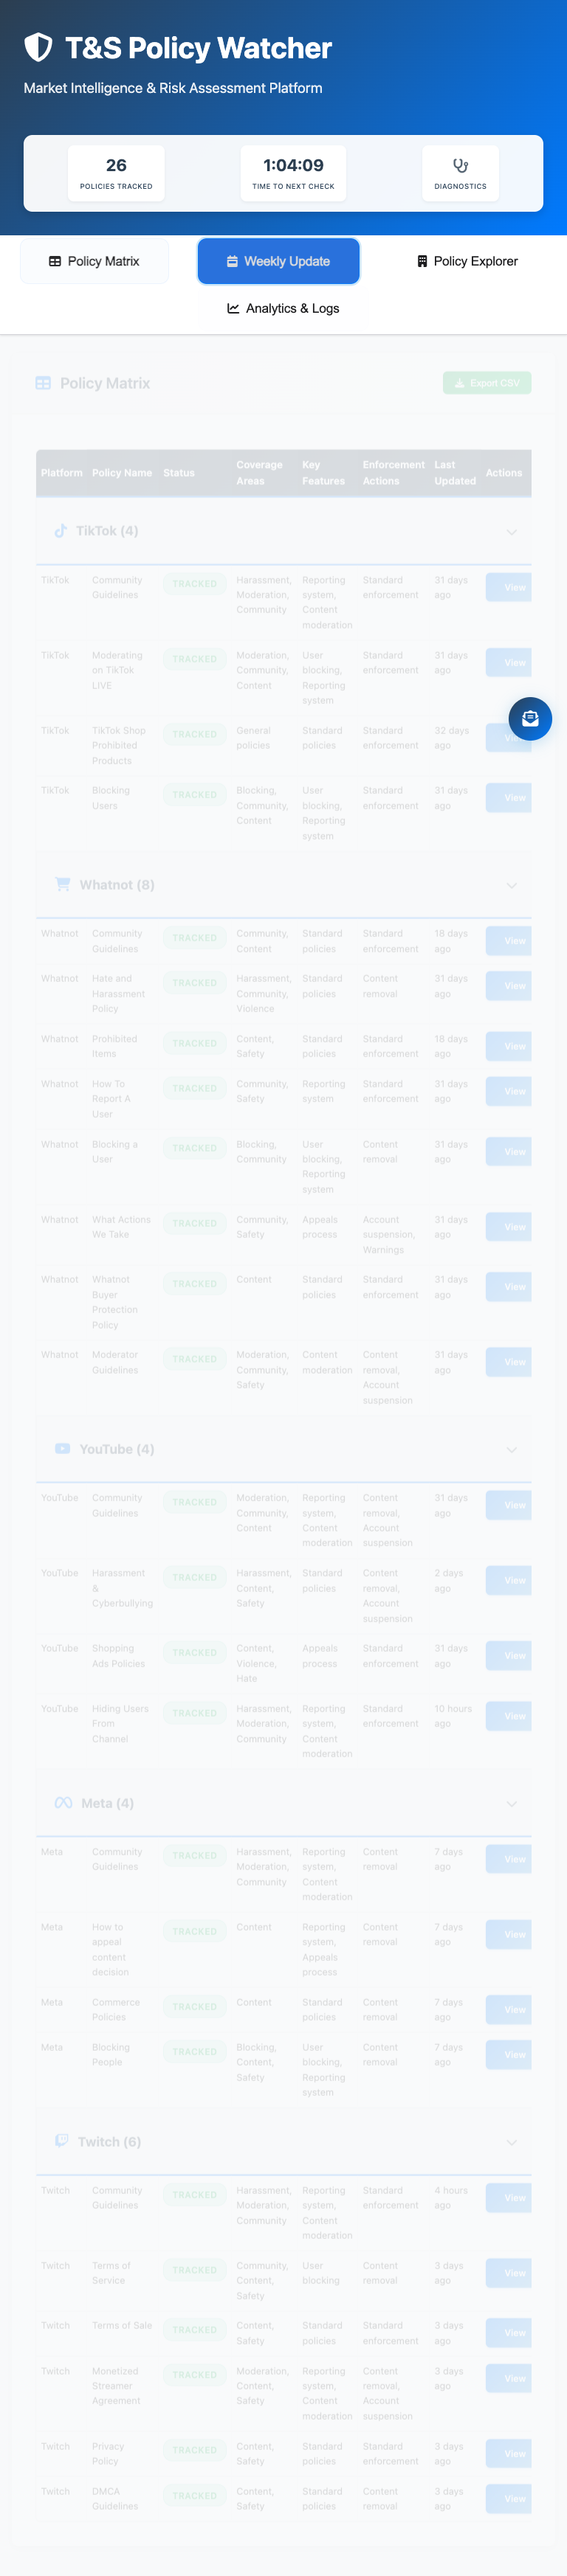 T&S Policy Watcher
Market Intelligence & Risk Assessment Platform
26
POLICIES TRACKED
1:04:09
TIME TO NEXT CHECK
DIAGNOSTICS
Policy Matrix
Weekly Update
Policy Explorer
Analytics & Logs
Policy Matrix
Export CSV
Platform Policy Name Status Coverage Areas Key Features Enforcement Actions Last Updated Actions
TikTok (4)
TikTok Community Guidelines TRACKED Harassment, Moderation, Community Reporting system, Content moderation Standard enforcement 31 days ago View
TikTok Moderating on TikTok LIVE TRACKED Moderation, Community, Content User blocking, Reporting system Standard enforcement 31 days ago View
TikTok TikTok Shop Prohibited Products TRACKED General policies Standard policies Standard enforcement 32 days ago View
TikTok Blocking Users TRACKED Blocking, Community, Content User blocking, Reporting system Standard enforcement 31 days ago View
Whatnot (8)
Whatnot Community Guidelines TRACKED Community, Content Standard policies Standard enforcement 18 days ago View
Whatnot Hate and Harassment Policy TRACKED Harassment, Community, Violence Standard policies Content removal 31 days ago View
Whatnot Prohibited Items TRACKED Content, Safety Standard policies Standard enforcement 18 days ago View
Whatnot How To Report A User TRACKED Community, Safety Reporting system Standard enforcement 31 days ago View
Whatnot Blocking a User TRACKED Blocking, Community User blocking, Reporting system Content removal 31 days ago View
Whatnot What Actions We Take TRACKED Community, Safety Appeals process Account suspension, Warnings 31 days ago View
Whatnot Whatnot Buyer Protection Policy TRACKED Content Standard policies Standard enforcement 31 days ago View
Whatnot Moderator Guidelines TRACKED Moderation, Community, Safety Content moderation Content removal, Account suspension 31 days ago View
YouTube (4)
YouTube Community Guidelines TRACKED Moderation, Community, Content Reporting system, Content moderation Content removal, Account suspension 31 days ago View
YouTube Harassment & Cyberbullying TRACKED Harassment, Content, Safety Standard policies Content removal, Account suspension 2 days ago View
YouTube Shopping Ads Policies TRACKED Content, Violence, Hate Appeals process Standard enforcement 31 days ago View
YouTube Hiding Users From Channel TRACKED Harassment, Moderation, Community Reporting system, Content moderation Standard enforcement 10 hours ago View
Meta (4)
Meta Community Guidelines TRACKED Harassment, Moderation, Community Reporting system, Content moderation Content removal 7 days ago View
Meta How to appeal content decision TRACKED Content Reporting system, Appeals process Content removal 7 days ago View
Meta Commerce Policies TRACKED Content Standard policies Content removal 7 days ago View
Meta Blocking People TRACKED Blocking, Content, Safety User blocking, Reporting system Content removal 7 days ago View
Twitch (6)
Twitch Community Guidelines TRACKED Harassment, Moderation, Community Reporting system, Content moderation Standard enforcement 4 hours ago View
Twitch Terms of Service TRACKED Community, Content, Safety User blocking Content removal 3 days ago View
Twitch Terms of Sale TRACKED Content, Safety Standard policies Standard enforcement 3 days ago View
Twitch Monetized Streamer Agreement TRACKED Moderation, Content, Safety Reporting system, Content moderation Content removal, Account suspension 3 days ago View
Twitch Privacy Policy TRACKED Content, Safety Standard policies Standard enforcement 3 days ago View
Twitch DMCA Guidelines TRACKED Content, Safety Standard policies Content removal 3 days ago View